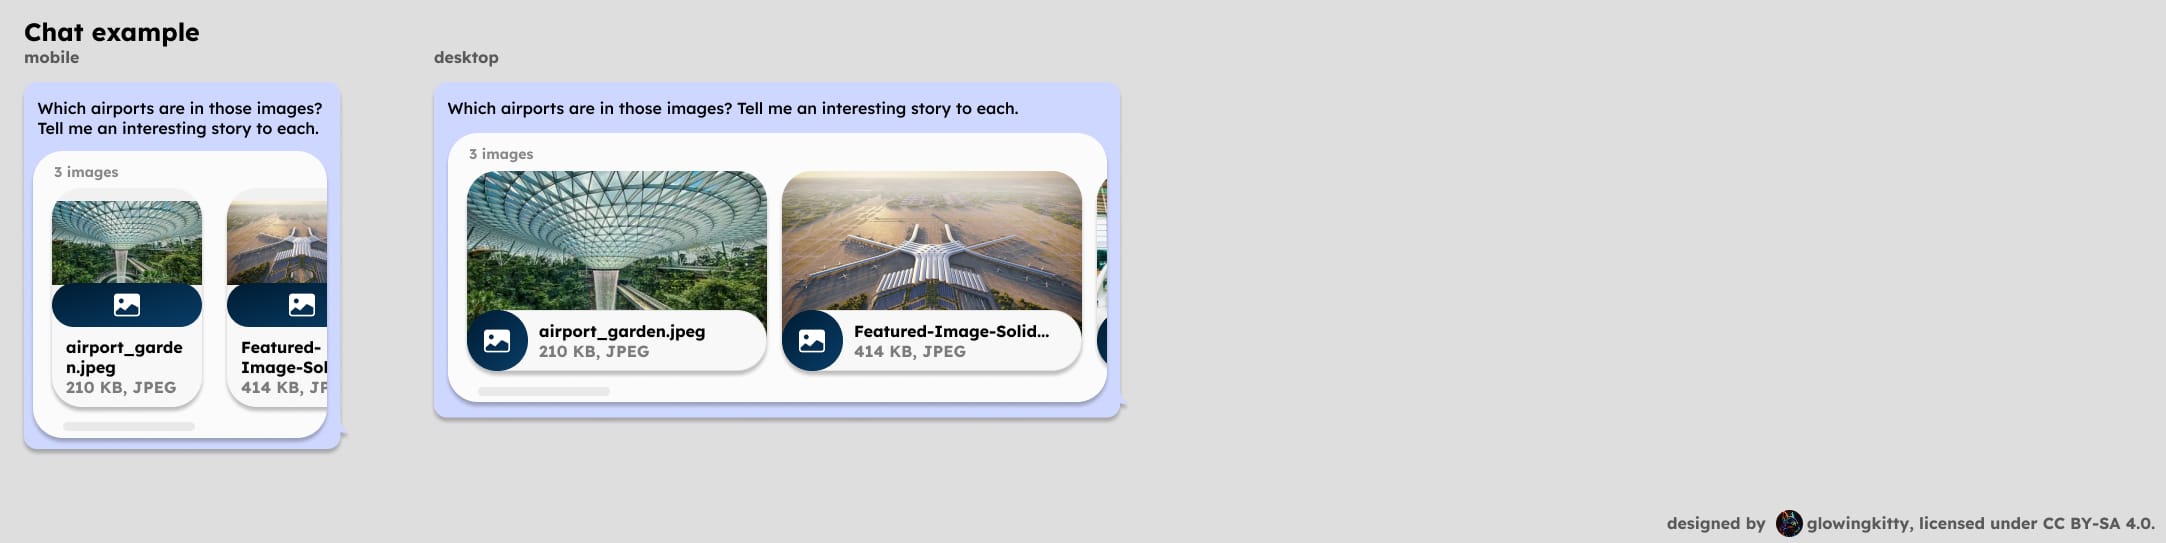 Chat example
mobile
Which airports are in those images?
Tell me an interesting story to each.
3 images
airport_garde
n.jpeg
210 KB, JPEG
Featured-
Image-Sol
414 KB, JP
desktop
Which airports are in those images? Tell me an interesting story to each.
3 images
airport_garden.jpeg
210 KB, JPEG
Featured-Image-Solid...
414 KB, JPEG
designed by glowingkitty, licensed under CC BY-SA 4.0.